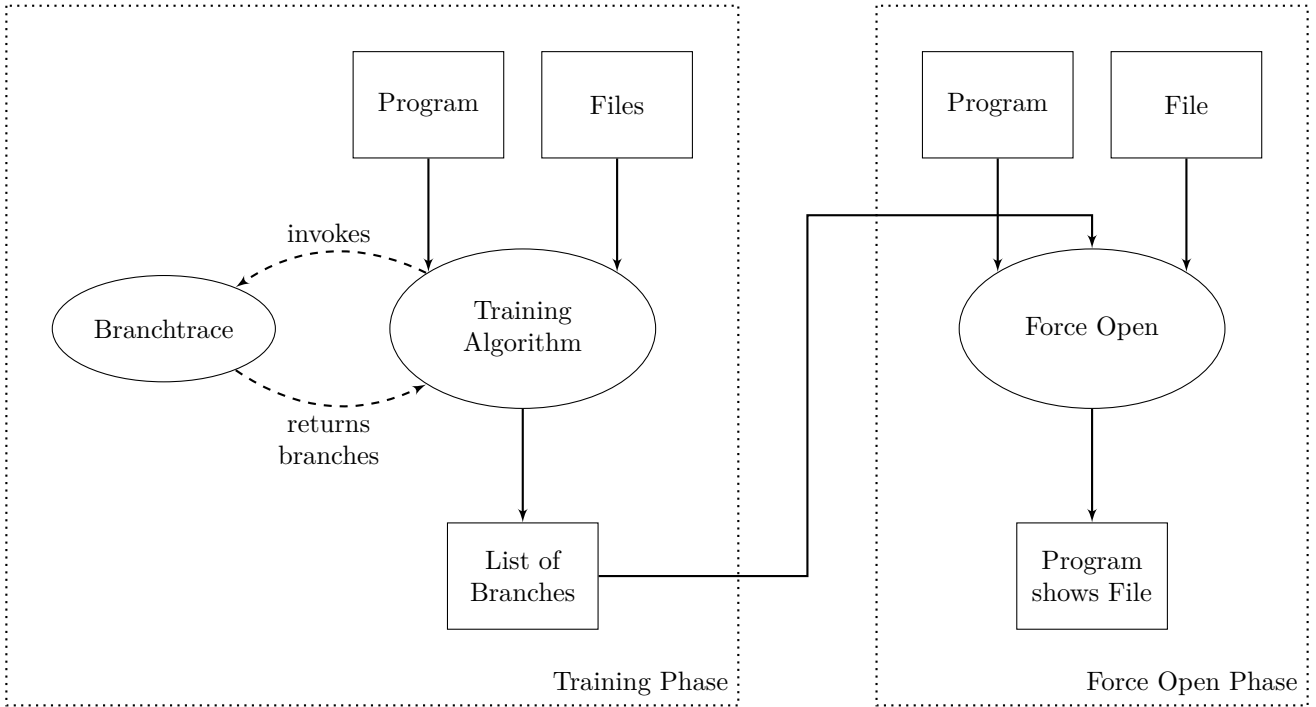 Program
Files
invokes
Branchtrace
Training
Algorithm
returns
branches
List of
Branches
Training Phase
Program
File
Force Open
Program
shows File
Force Open Phase